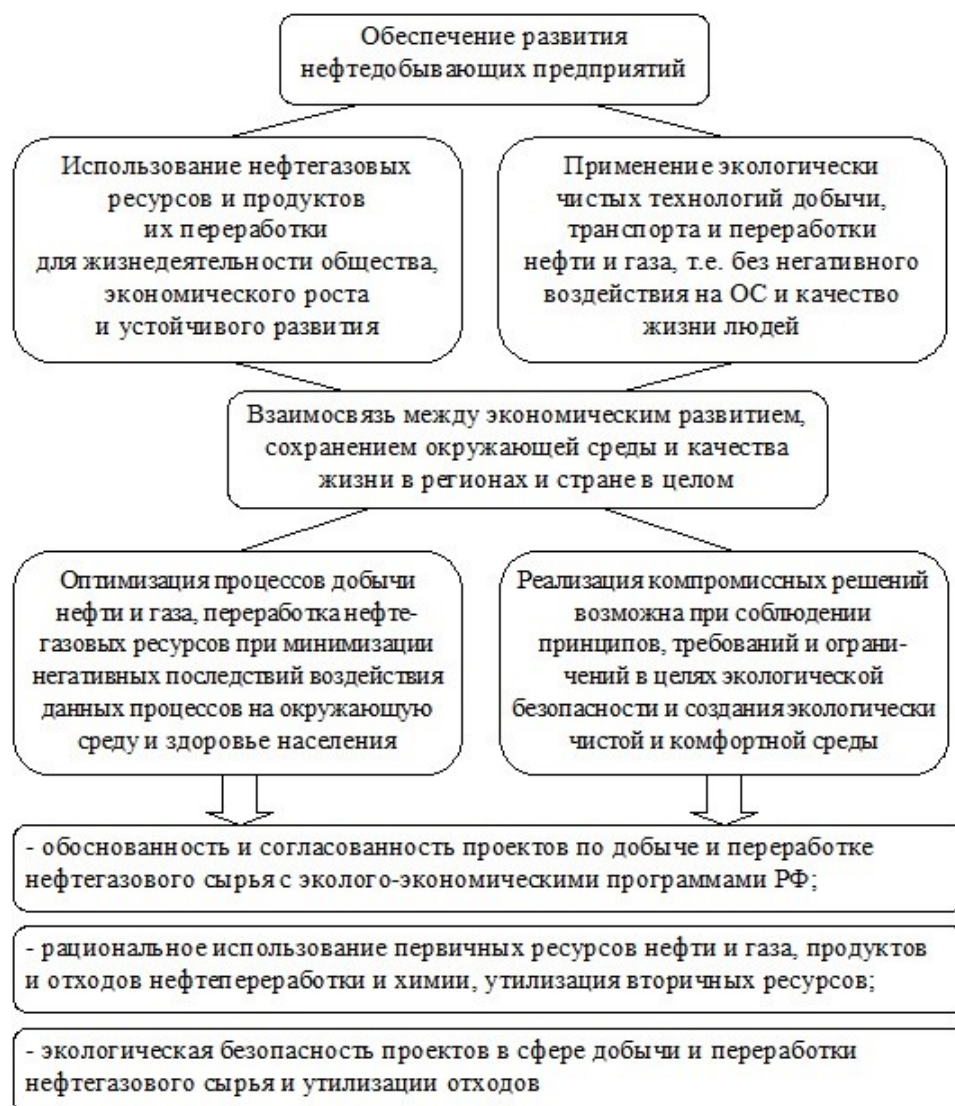 Обеспечение развития
нефтедобывающих предприятий
Использование нефтегазовых
ресурсов и продуктов
их переработки
для жизнедеятельности общества,
экономического роста
и устойчивого развития
Применение экологически
чистых технологий добычи,
транспорта и переработки
нефти и газа, т.е. без негативного
воздействия на ОС и качество
жизни людей
Взаимосвязь между экономическим развитием,
сохранением окружающей среды и качества
жизни в регионах и стране в целом
Оптимизация процессов добычи
нефти и газа, переработка нефте-
газовых ресурсов при минимизации
негативных последствий воздействия
данных процессов на окружающую
среду и здоровье населения
Реализация компромиссных решений
возможна при соблюдении
принципов, требований и ограни-
чений в целях экологической
безопасности и создания экологически
чистой и комфортной среды
- обоснованность и согласованность проектов по добыче и переработке
нефтегазового сырья с эколого-экономическими программами РФ;
- рациональное использование первичных ресурсов нефти и газа, продуктов
и отходов нефтепереработки и химии, утилизация вторичных ресурсов;
- экологическая безопасность проектов в сфере добычи и переработки
нефтегазового сырья и утилизации отходов